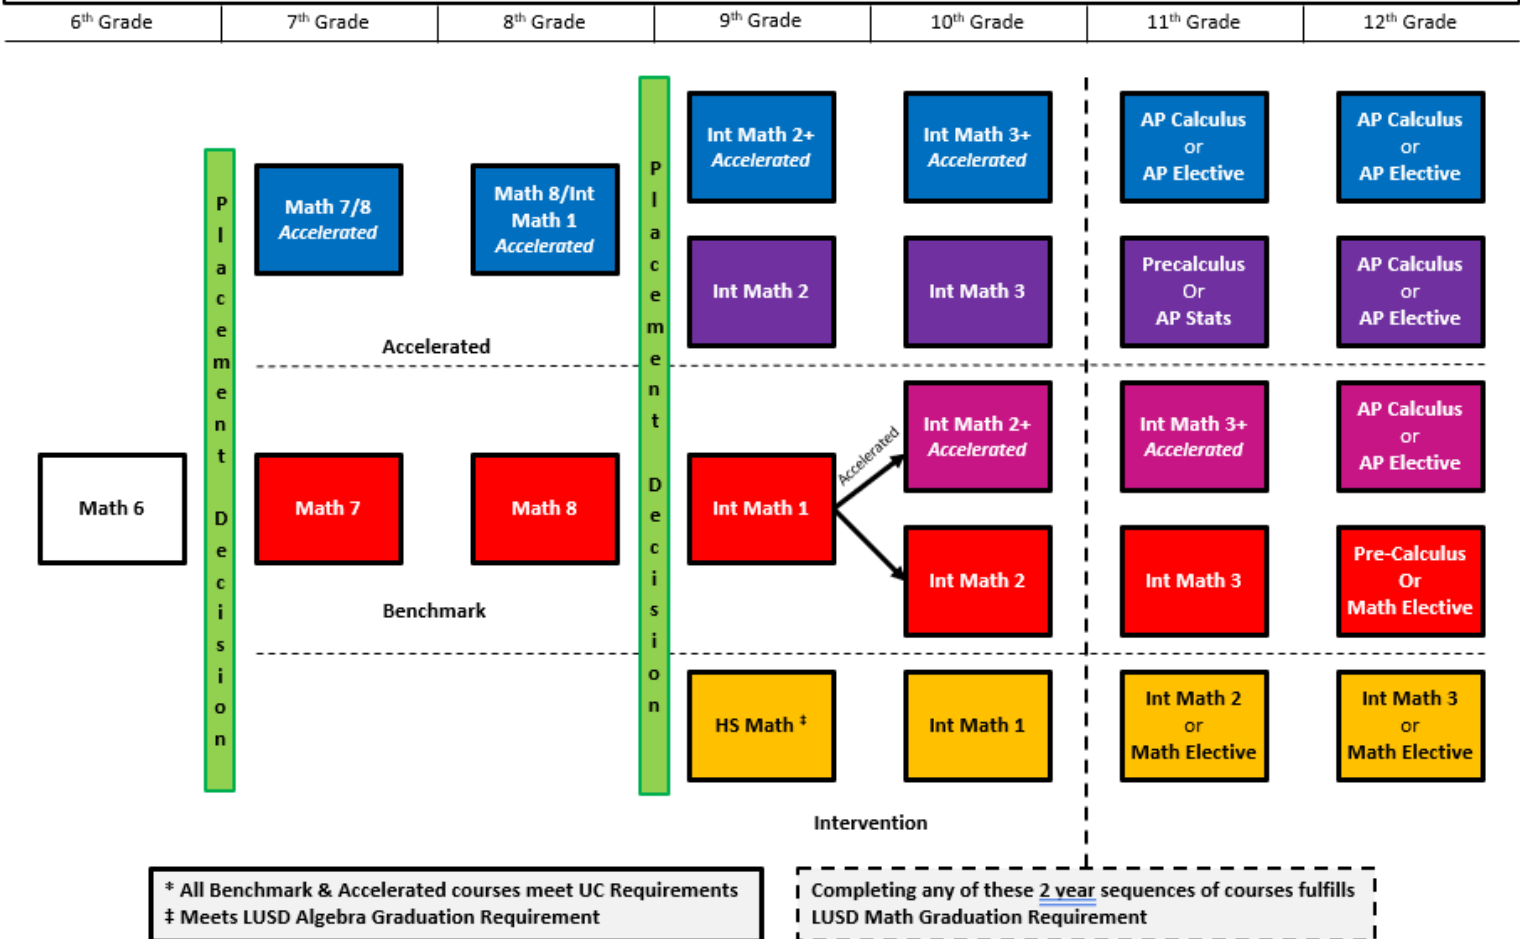 6th Grade
7th Grade
8th Grade
9th Grade
10th Grade
11th Grade
12th Grade
Placement Decision
Placement Decision
Math 7/8
Accelerated
Math 8/Int
Math 1
Accelerated
Int Math 2+
Accelerated
Int Math 3+
Accelerated
AP Calculus
or
AP Elective
AP Calculus
or
AP Elective
Int Math 2
Int Math 3
Precalculus
Or
AP Stats
AP Calculus
or
AP Elective
Accelerated
Math 6
Math 7
Math 8
Int Math 1
Accelerated
Int Math 2+
Accelerated
Int Math 3+
Accelerated
AP Calculus
or
AP Elective
Int Math 2
Int Math 3
Pre-Calculus
Or
Math Elective
Benchmark
HS Math ‡
Int Math 1
Int Math 2
or
Math Elective
Int Math 3
or
Math Elective
Intervention
* All Benchmark & Accelerated courses meet UC Requirements
‡ Meets LUSD Algebra Graduation Requirement
Completing any of these 2 year sequences of courses fulfills
LUSD Math Graduation Requirement